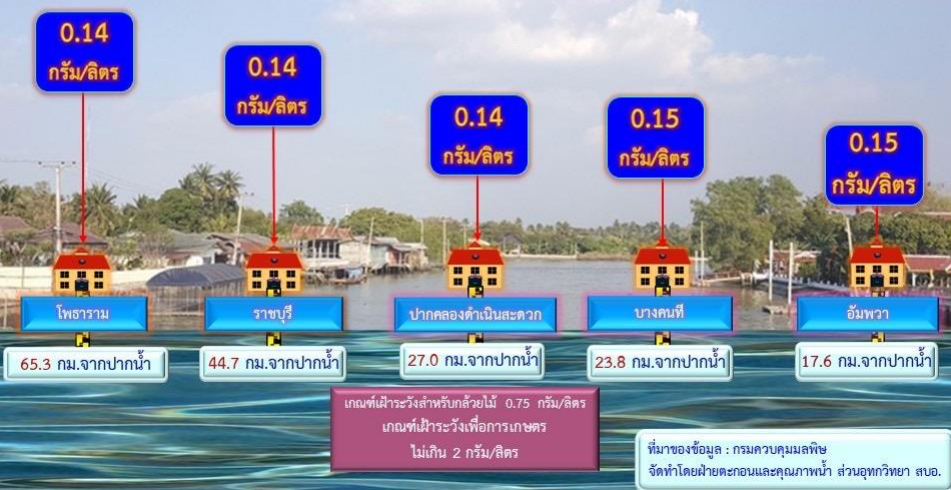 0.14
กรัม/ลิตร
0.14
กรัม/ลิตร
0.14
กรัม/ลิตร
0.15
กรัม/ลิตร
0.15
กรัม/ลิตร
โพธาราม
ราชบุรี
ปากคลองดำเนินสะดวก
บางคนที
อัมพวา
65.3 กม.จากปากน้ำ
44.7 กม.จากปากน้ำ
27.0 กม.จากปากน้ำ
23.8 กม.จากปากน้ำ
17.6 กม.จากปากน้ำ
เกณฑ์เฝ้าระวังสำหรับกล้วยไม้ 0.75 กรัม/ลิตร
เกณฑ์เฝ้าระวังเพื่อการเกษตร
ไม่เกิน 2 กรัม/ลิตร
ที่มาของข้อมูล : กรมควบคุมมลพิษ
จัดทำโดยฝ่ายตะกอนและคุณภาพน้ำ ส่วนอุทกวิทยา สบอ.